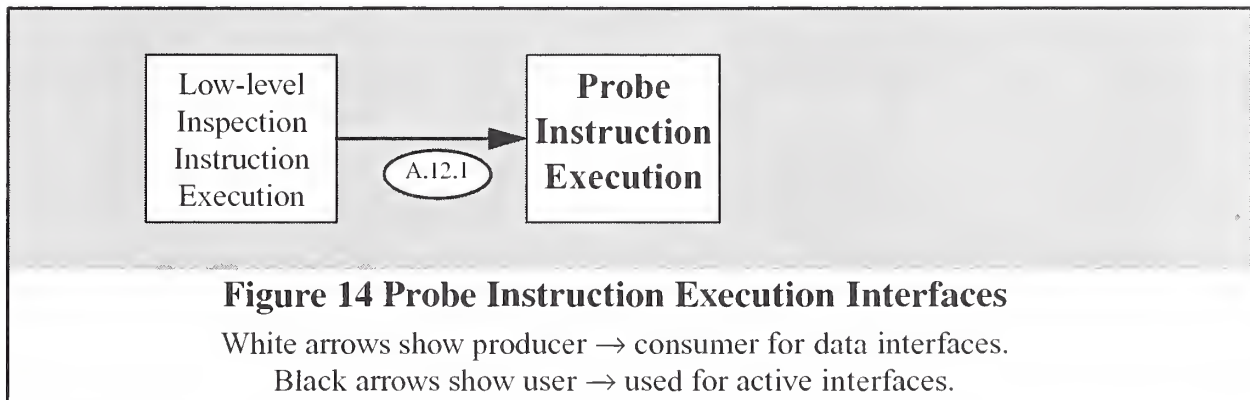 Low-level
Inspection
Instruction
Execution
A.12.1
Probe
Instruction
Execution
Figure 14 Probe Instruction Execution Interfaces
White arrows show producer → consumer for data interfaces.
Black arrows show user → used for active interfaces.